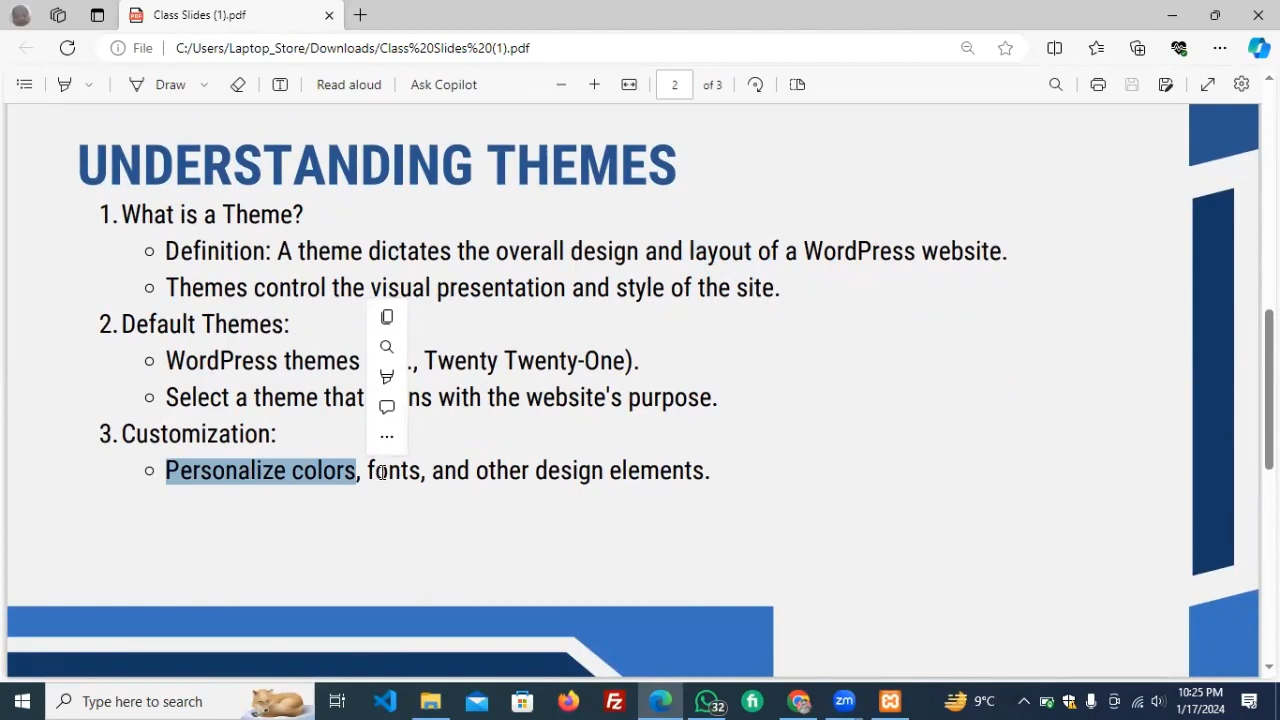 Class Slides (1).pdf
File
C:/Users/Laptop_Store/Downloads/Class%20Slides%20(1).pdf
Draw
Read aloud
Ask Copilot
2
of 3
UNDERSTANDING THEMES
1. What is a Theme?
Definition: A theme dictates the overall design and layout of a WordPress website.
Themes control the visual presentation and style of the site.
2. Default Themes:
WordPress themes ., Twenty Twenty-One).
Select a theme that ns with the website's purpose.
3. Customization:
Personalize colors, fonts, and other design elements.
Type here to search
32
9°C
10:25 PM
1/17/2024